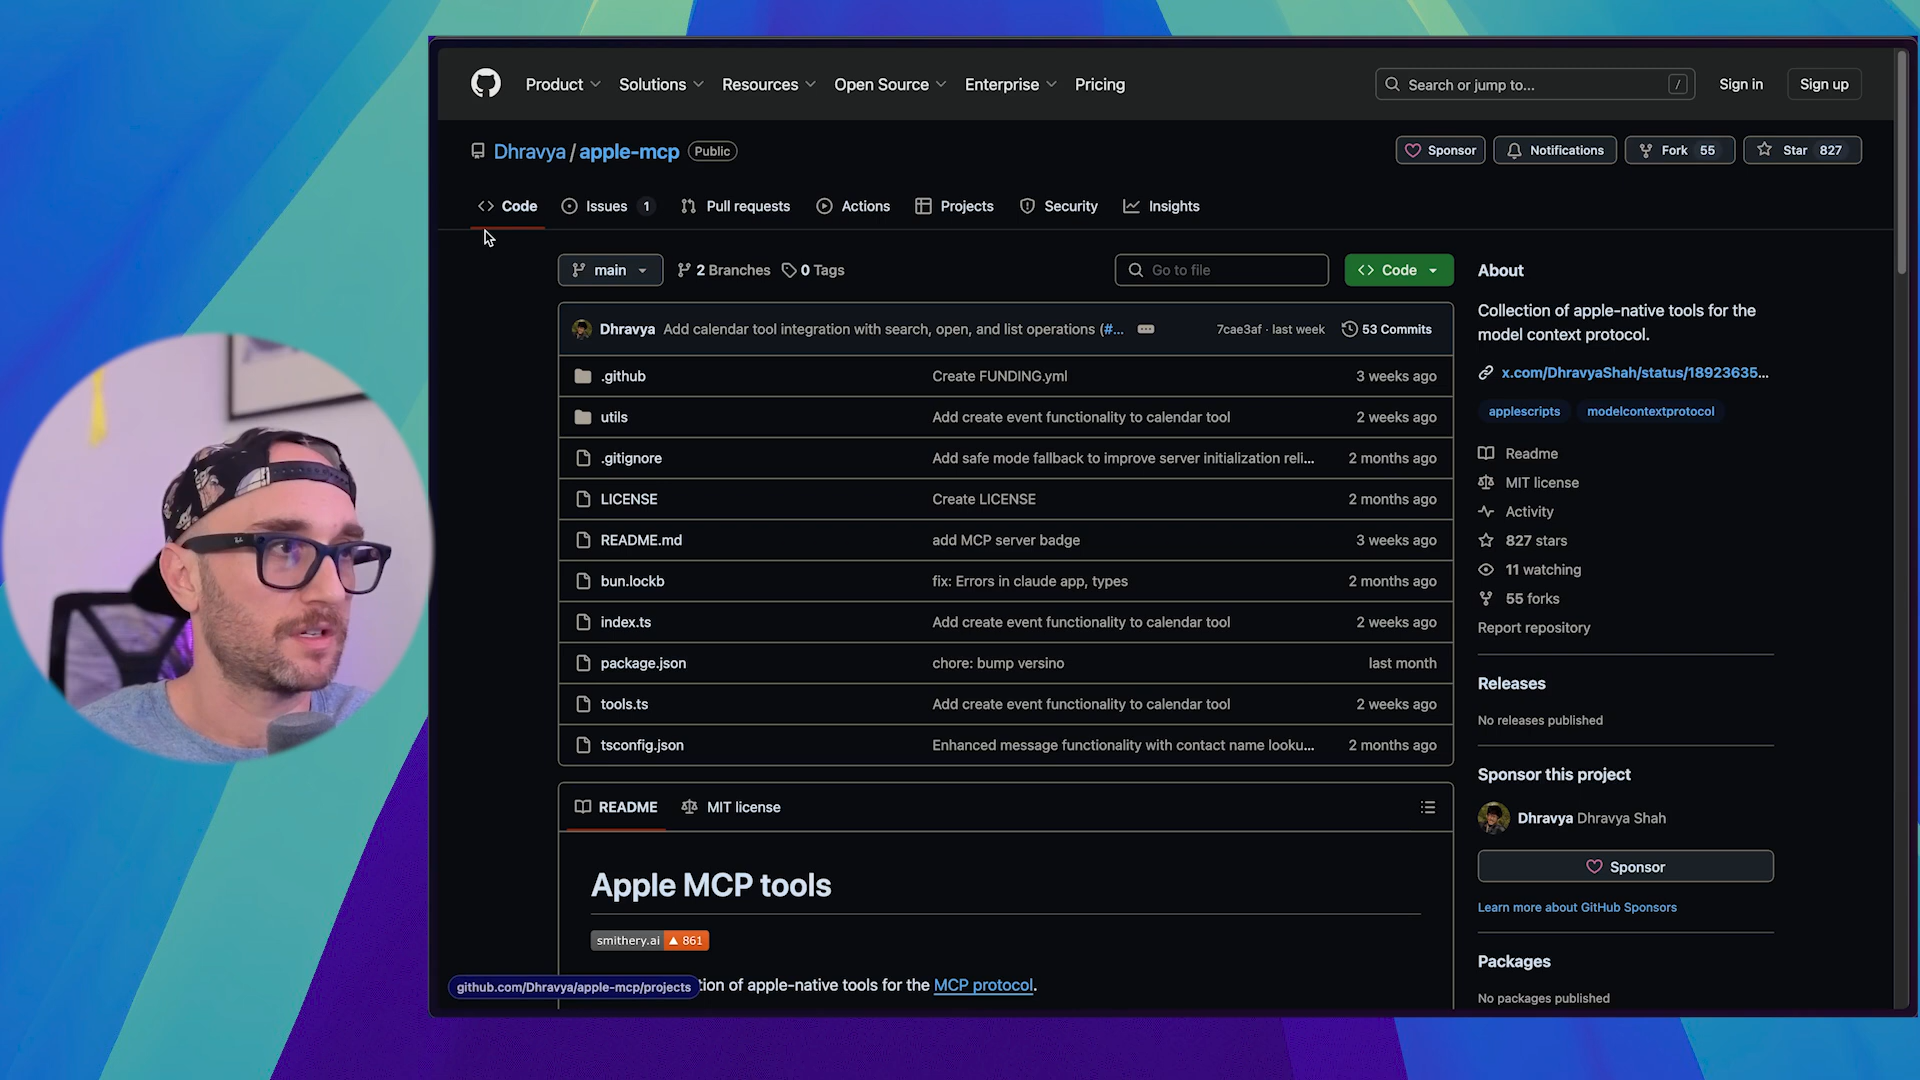 Product
Solutions
Resources
Open Source
Enterprise
Pricing
Search or jump to...
/
Sign in
Sign up
Dhravya / apple-mcp
Public
Sponsor
Notifications
Fork 55
Star 827
Code
Issues 1
Pull requests
Actions
Projects
Security
Insights
main
2 Branches
0 Tags
Go to file
Code
Dhravya Add calendar tool integration with search, open, and list operations (#... 7cae3af · last week 53 Commits
.github Create FUNDING.yml 3 weeks ago
utils Add create event functionality to calendar tool 2 weeks ago
.gitignore Add safe mode fallback to improve server initialization reli... 2 months ago
LICENSE Create LICENSE 2 months ago
README.md add MCP server badge 3 weeks ago
bun.lockb fix: Errors in claude app, types 2 months ago
index.ts Add create event functionality to calendar tool 2 weeks ago
package.json chore: bump versino last month
tools.ts Add create event functionality to calendar tool 2 weeks ago
tsconfig.json Enhanced message functionality with contact name looku... 2 months ago
README
MIT license
Apple MCP tools
smithery.ai 861
tion of apple-native tools for the MCP protocol.
github.com/Dhravya/apple-mcp/projects
About
Collection of apple-native tools for the
model context protocol.
x.com/DhravyaShah/status/18923635...
applescripts
modelcontextprotocol
Readme
MIT license
Activity
827 stars
11 watching
55 forks
Report repository
Releases
No releases published
Sponsor this project
Dhravya Dhravya Shah
Sponsor
Learn more about GitHub Sponsors
Packages
No packages published